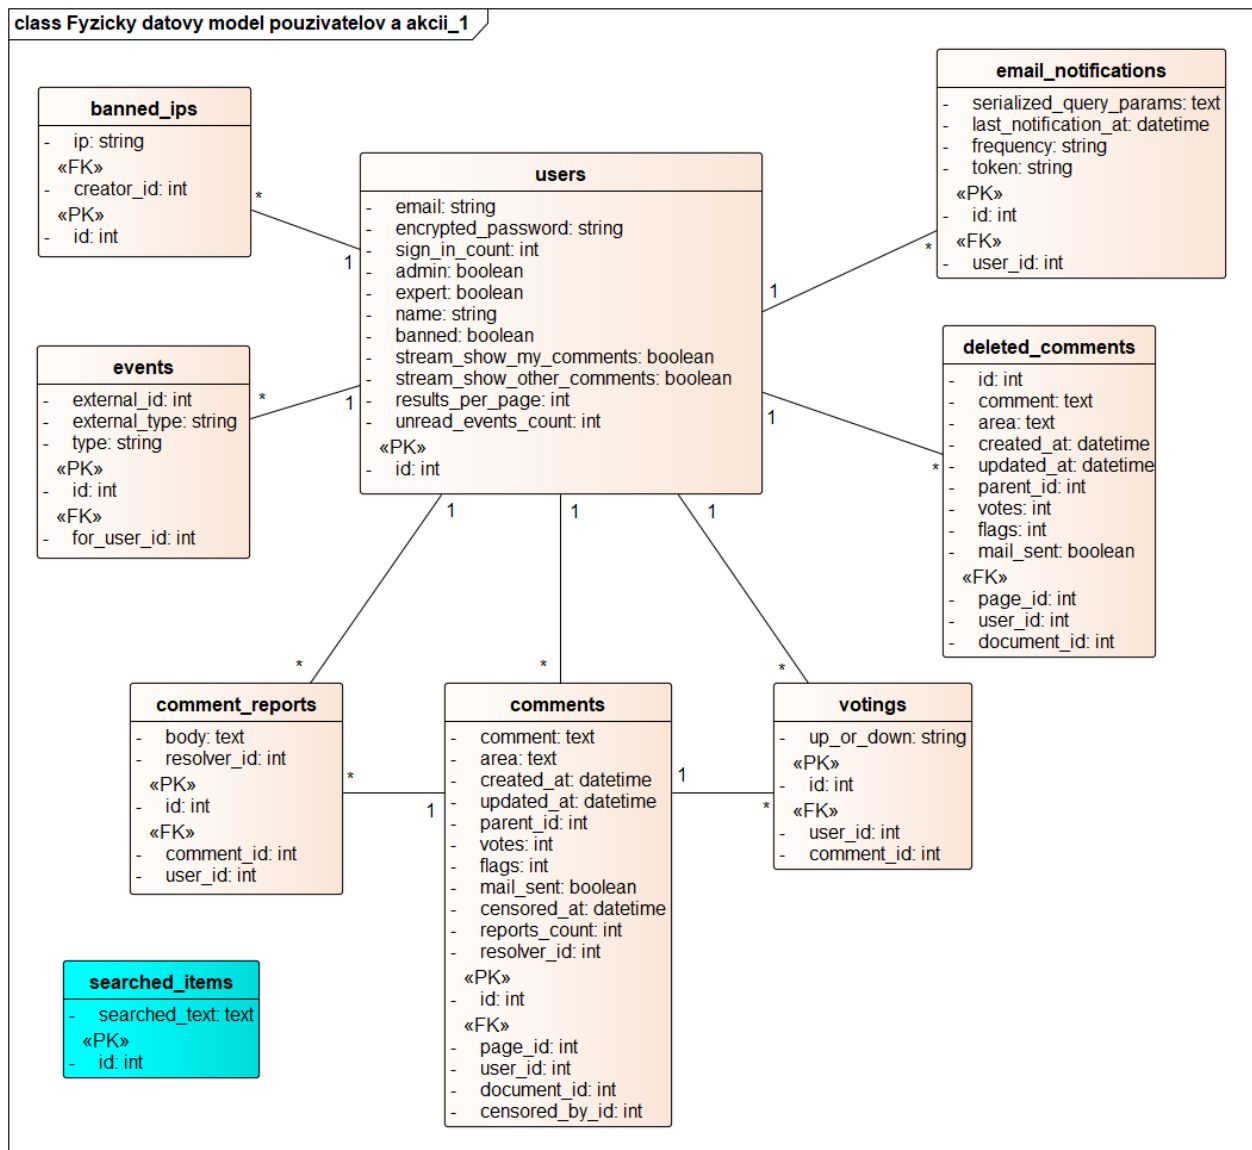 class Fyzicky datovy model pouzivatelov a akcii_1
banned_ips
- ip: string
«FK»
- creator_id: int
«PK»
- id: int
*
1
users
- email: string
- encrypted_password: string
- sign_in_count: int
- admin: boolean
- expert: boolean
- name: string
- banned: boolean
- stream_show_my_comments: boolean
- stream_show_other_comments: boolean
- results_per_page: int
- unread_events_count: int
«PK»
- id: int
email_notifications
- serialized_query_params: text
- last_notification_at: datetime
- frequency: string
- token: string
«PK»
- id: int
«FK»
- user_id: int
*
1
events
- external_id: int
- external_type: string
- type: string
«PK»
- id: int
«FK»
- for_user_id: int
*
1
deleted_comments
- id: int
- comment: text
- area: text
- created_at: datetime
- updated_at: datetime
- parent_id: int
- votes: int
- flags: int
- mail_sent: boolean
«FK»
- page_id: int
- user_id: int
- document_id: int
1
*
1
1
1
*
*
*
comment_reports
- body: text
- resolver_id: int
«PK»
- id: int
«FK»
- comment_id: int
- user_id: int
*
1
comments
- comment: text
- area: text
- created_at: datetime
- updated_at: datetime
- parent_id: int
- votes: int
- flags: int
- mail_sent: boolean
- censored_at: datetime
- reports_count: int
- resolver_id: int
«PK»
- id: int
«FK»
- page_id: int
- user_id: int
- document_id: int
- censored_by_id: int
1
*
votings
- up_or_down: string
«PK»
- id: int
«FK»
- user_id: int
- comment_id: int
searched_items
- searched_text: text
«PK»
- id: int